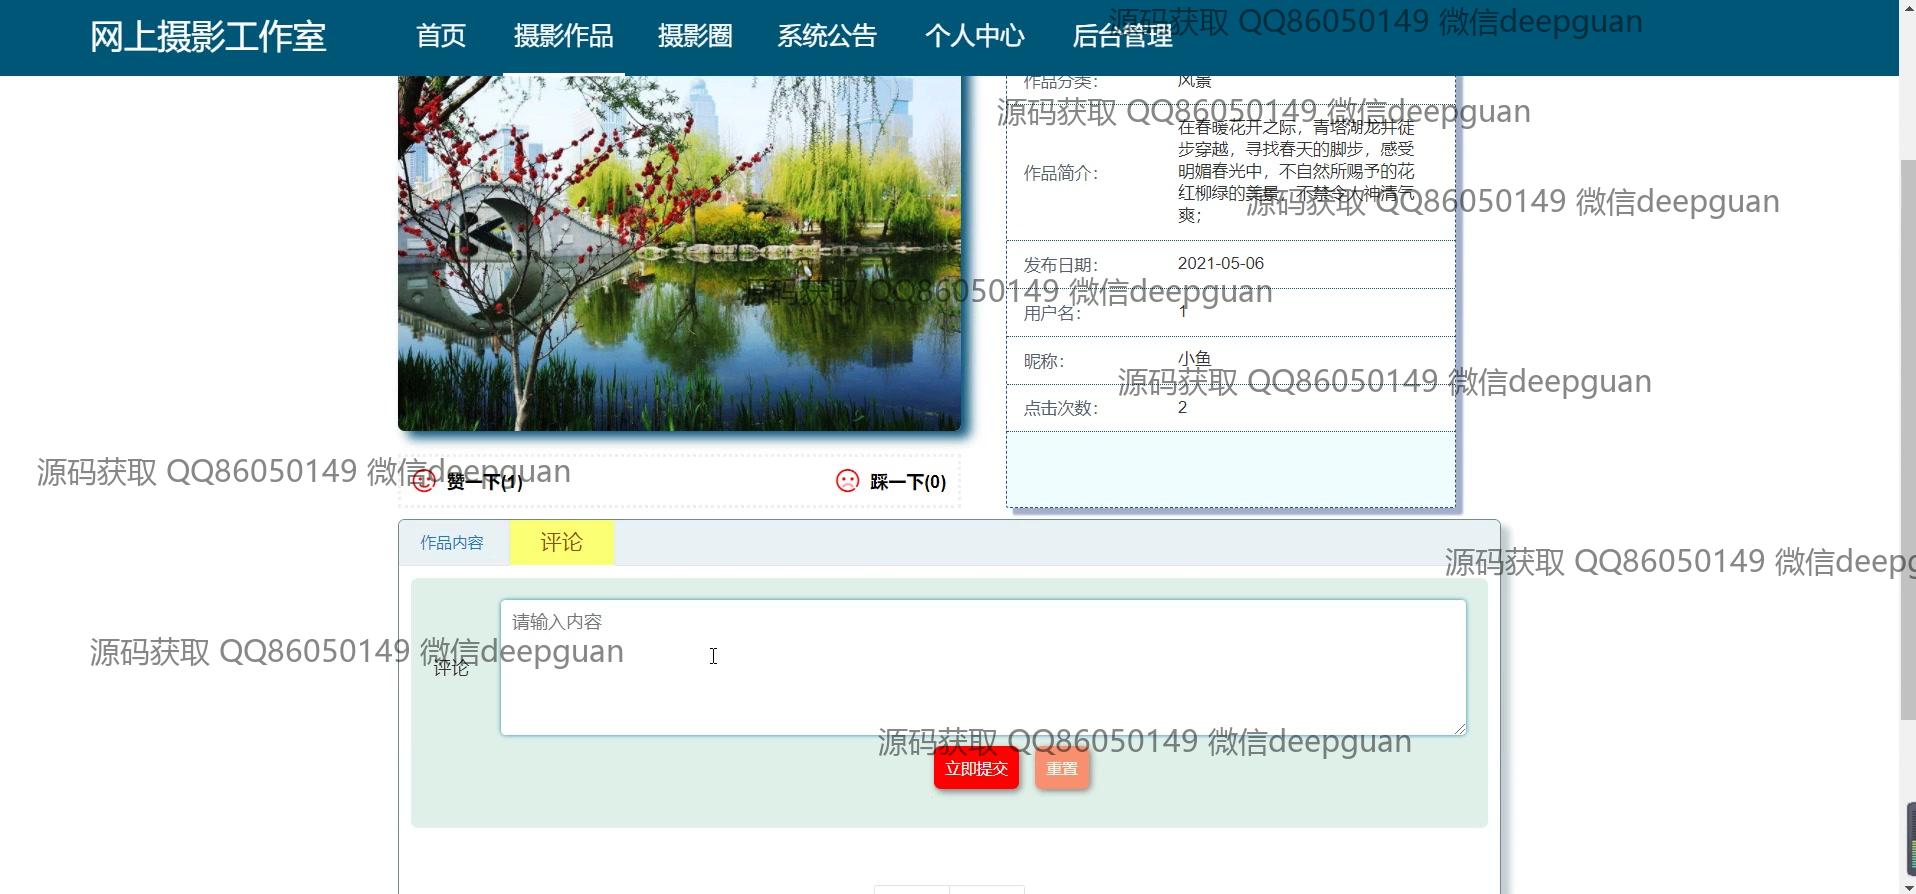 网上摄影工作室
首页
摄影作品
摄影圈
系统公告
个人中心
后台管理
源码获取 QQ86050149 微信deepguan
作品分类：
风景
源码获取 QQ86050149 微信deepguan
作品简介：
在春暖花开之际，青塔湖龙井徒
步穿越，寻找春天的脚步，感受
明媚春光中，不自然所赐予的花
红柳绿的美景，不禁令人神清气
爽；
源码获取 QQ86050149 微信deepguan
发布日期：
2021-05-06
源码获取 QQ86050149 微信deepguan
用户名：
1
昵称：
小鱼
源码获取 QQ86050149 微信deepguan
点击次数：
2
源码获取 QQ86050149 微信deepguan
赞一下(1)
踩一下(0)
作品内容
评论
源码获取 QQ86050149 微信deep
请输入内容
源码获取 QQ86050149 微信deepguan
评论
源码获取 QQ86050149 微信deepguan
立即提交
重置